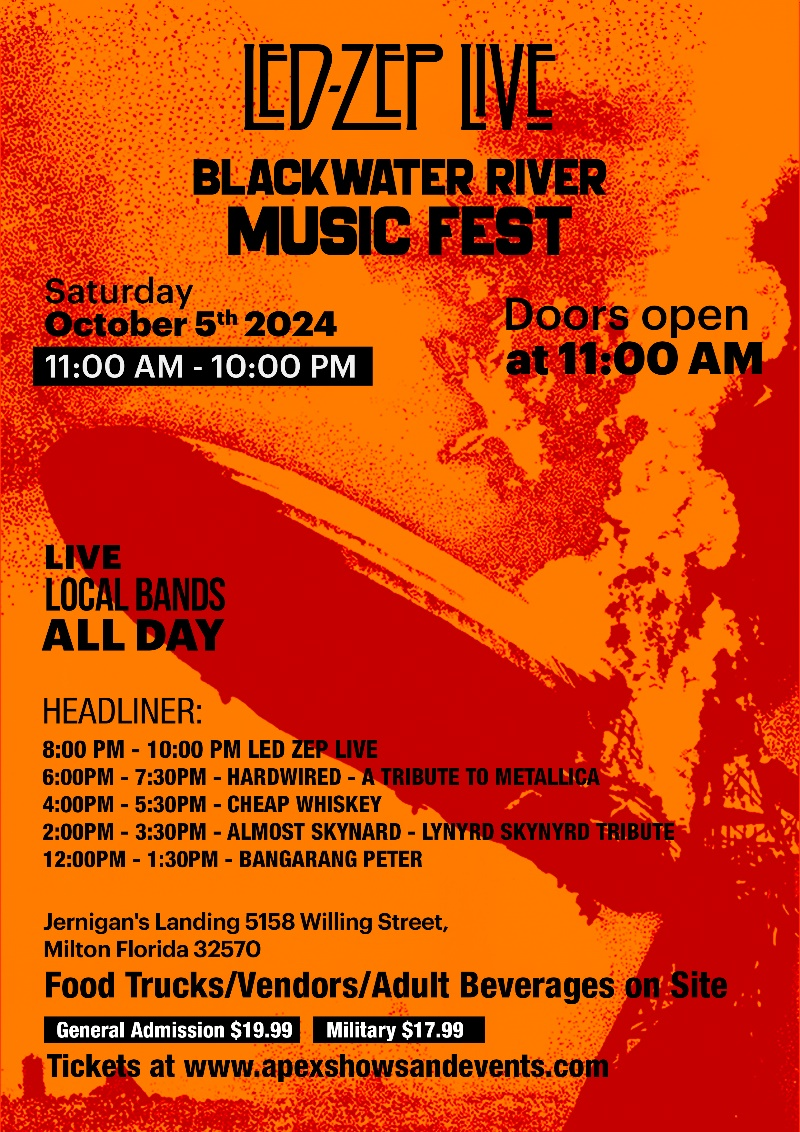 LED-ZEP LIVE
BLACKWATER RIVER
MUSIC FEST
Saturday
October 5th 2024
11:00 AM - 10:00 PM
Doors open
at 11:00 AM
LIVE
LOCAL BANDS
ALL DAY
HEADLINER:
8:00 PM - 10:00 PM LED ZEP LIVE
6:00PM - 7:30PM - HARDWIRED - A TRIBUTE TO METALLICA
4:00PM - 5:30PM - CHEAP WHISKEY
2:00PM - 3:30PM - ALMOST SKYNARD - LYNYRD SKYNYRD TRIBUTE
12:00PM - 1:30PM - BANGARANG PETER
Jernigan's Landing 5158 Willing Street,
Milton Florida 32570
Food Trucks/Vendors/Adult Beverages on Site
General Admission $19.99 Military $17.99
Tickets at www.apexshowsandevents.com